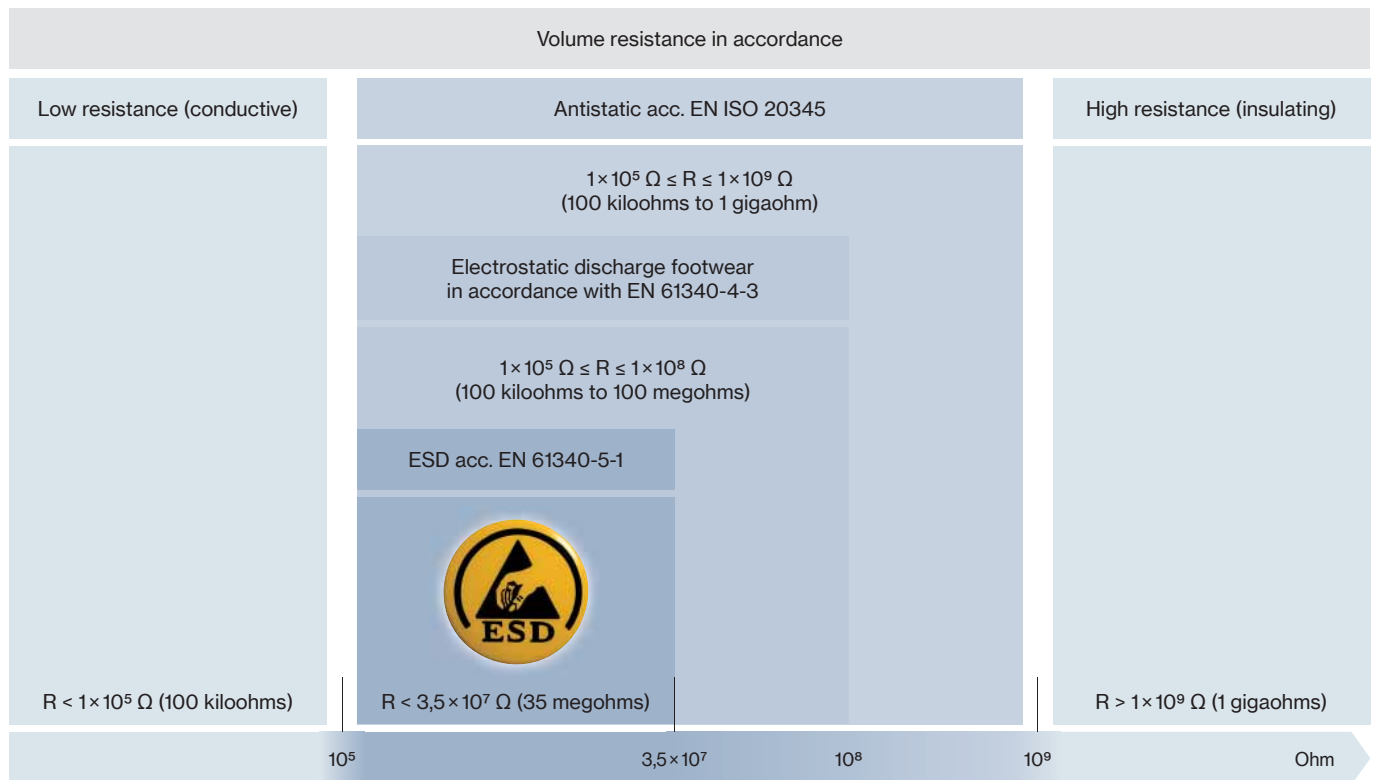 Volume resistance in accordance
Low resistance (conductive)
Antistatic acc. EN ISO 20345
High resistance (insulating)
1×10⁵ Ω ≤ R ≤ 1×10⁹ Ω
(100 kiloohms to 1 gigaohm)
Electrostatic discharge footwear
in accordance with EN 61340-4-3
1×10⁵ Ω ≤ R ≤ 1×10⁸ Ω
(100 kiloohms to 100 megohms)
ESD acc. EN 61340-5-1
ESD
R < 1×10⁵ Ω (100 kiloohms)
R < 3,5×10⁷ Ω (35 megohms)
R > 1×10⁹ Ω (1 gigaohms)
10⁵
3,5×10⁷
10⁸
10⁹
Ohm